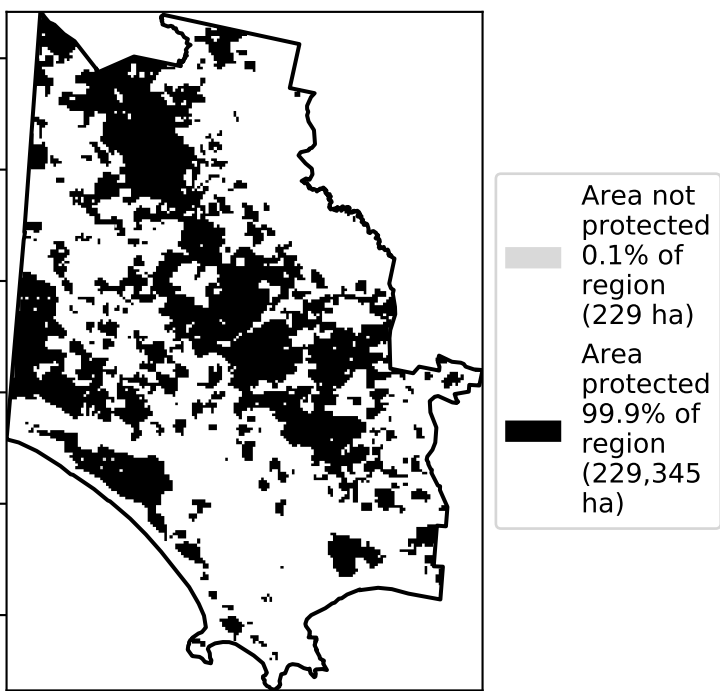 Area not
protected
0.1% of
region
(229 ha)
Area
protected
99.9% of
region
(229,345
ha)